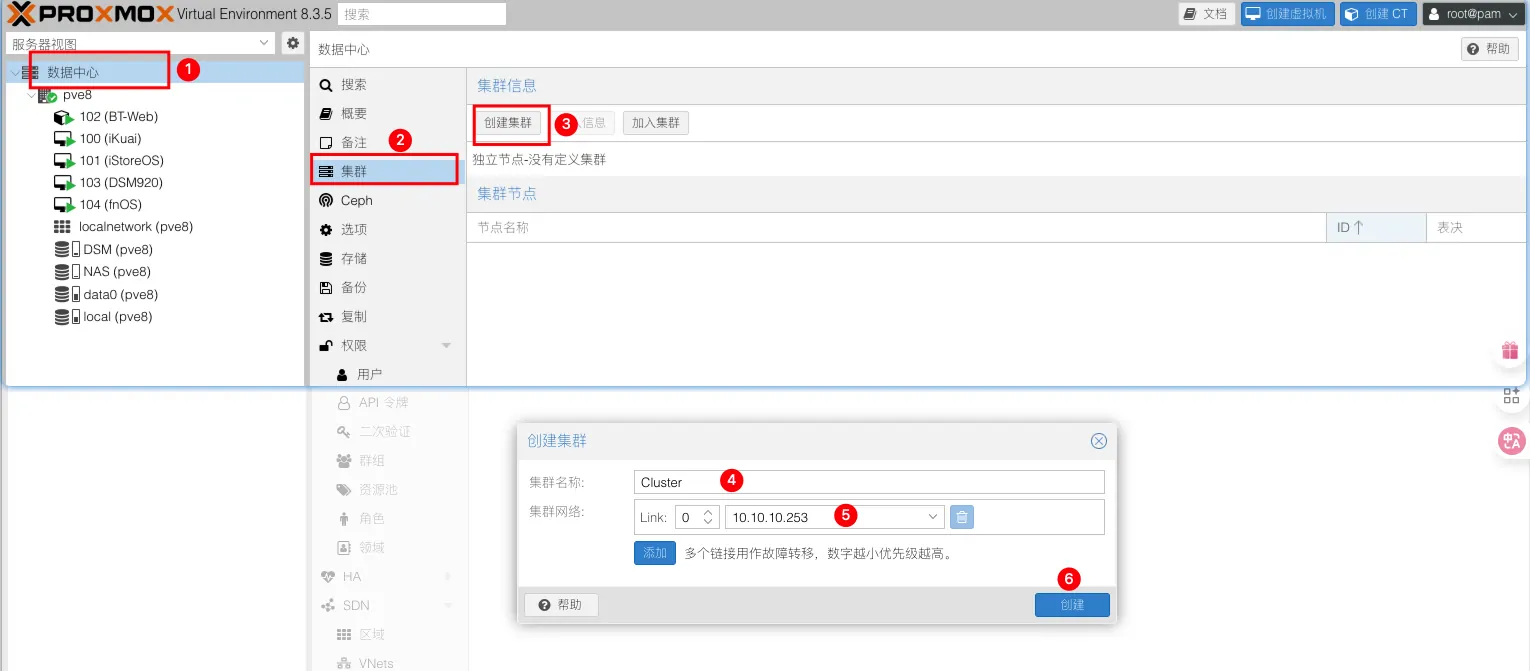 PROXMOX Virtual Environment 8.3.5 搜索 文档 创建虚拟机 创建 CT root@pam
服务器视图 数据中心 帮助
数据中心 1
pve8
102 (BT-Web)
100 (iKuai)
101 (iStoreOS)
103 (DSM920)
104 (fnOS)
localnetwork (pve8)
DSM (pve8)
NAS (pve8)
data0 (pve8)
local (pve8)
搜索
概要
备注 2
集群
Ceph
选项
存储
备份
复制
权限
用户
API 令牌
二次验证
群组
资源池
角色
领域
HA
SDN
区域
VNets
集群信息
创建集群 3 信息 加入集群
独立节点-没有定义集群
集群节点
节点名称 ID 表决
创建集群
集群名称: Cluster 4
集群网络: Link: 0 10.10.10.253 5
添加 多个链接用作故障转移，数字越小优先级越高。
6
帮助 创建